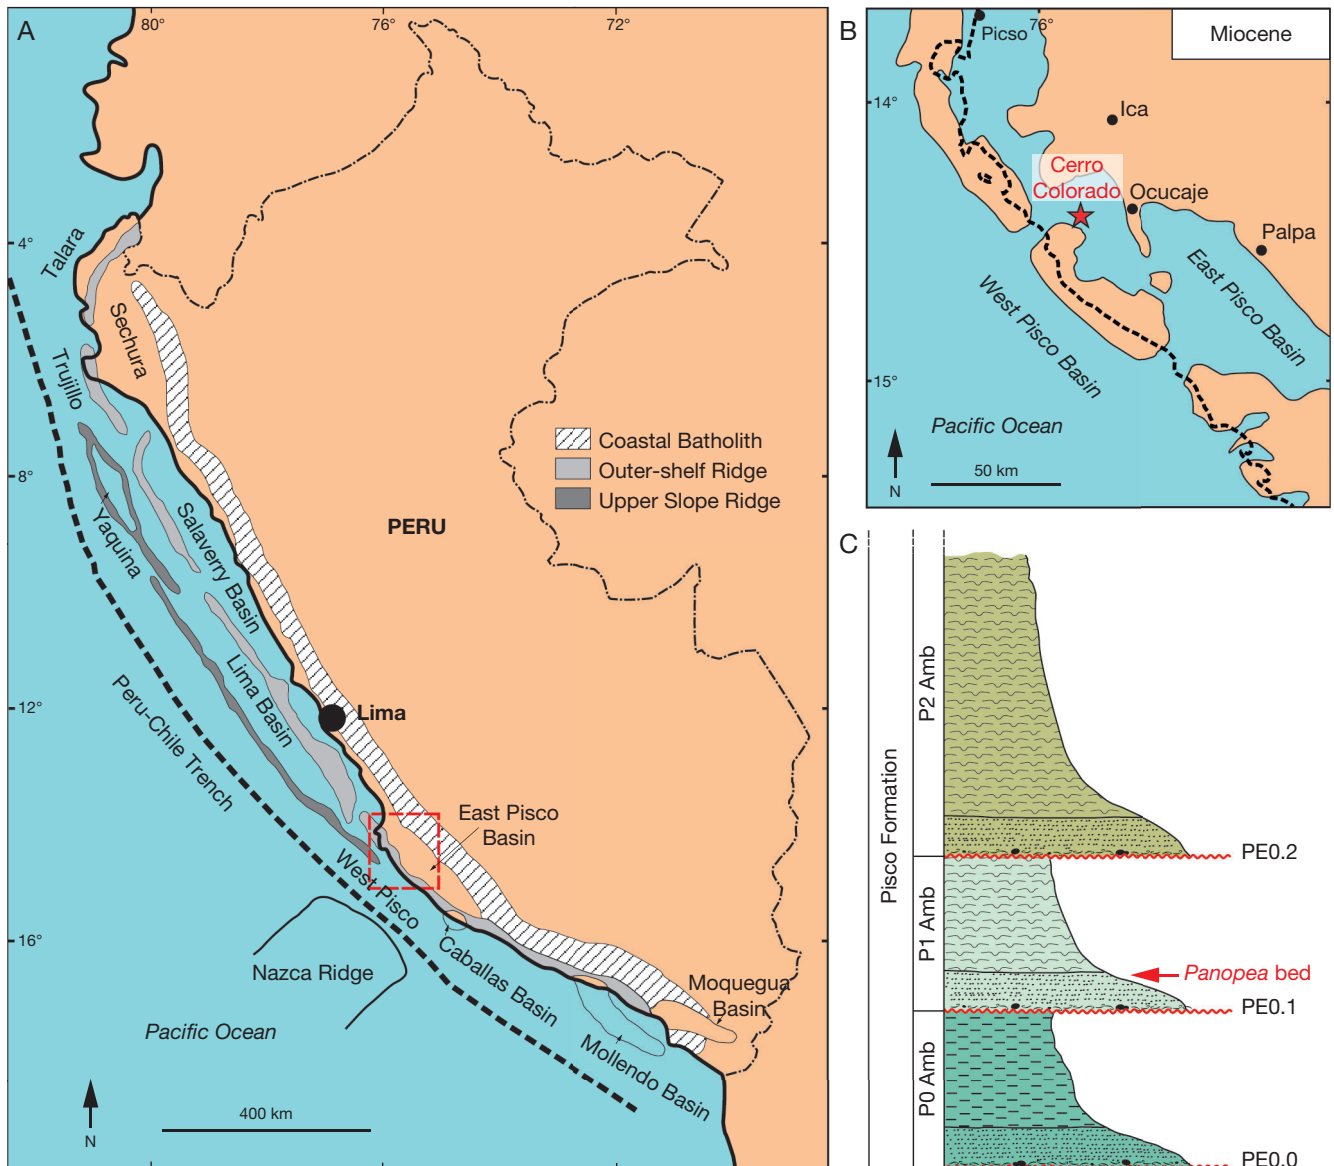 A
80°
76°
72°
4°
8°
12°
16°
Talara
Sechura
Trujillo
Yaquina
Salaverry Basin
Lima Basin
Peru-Chile Trench
Coastal Batholith
Outer-shelf Ridge
Upper Slope Ridge
PERU
Lima
East Pisco
Basin
West Pisco
Caballas Basin
Nazca Ridge
Moquegua
Basin
Mollendo Basin
Pacific Ocean
N
400 km
B
Picso
76°
Miocene
14°
Ica
Cerro
Colorado
Ocucaje
Palpa
East Pisco Basin
West Pisco Basin
15°
Pacific Ocean
N
50 km
C
Pisco Formation
P2 Amb
PE0.2
P1 Amb
Panopea bed
PE0.1
P0 Amb
PE0.0